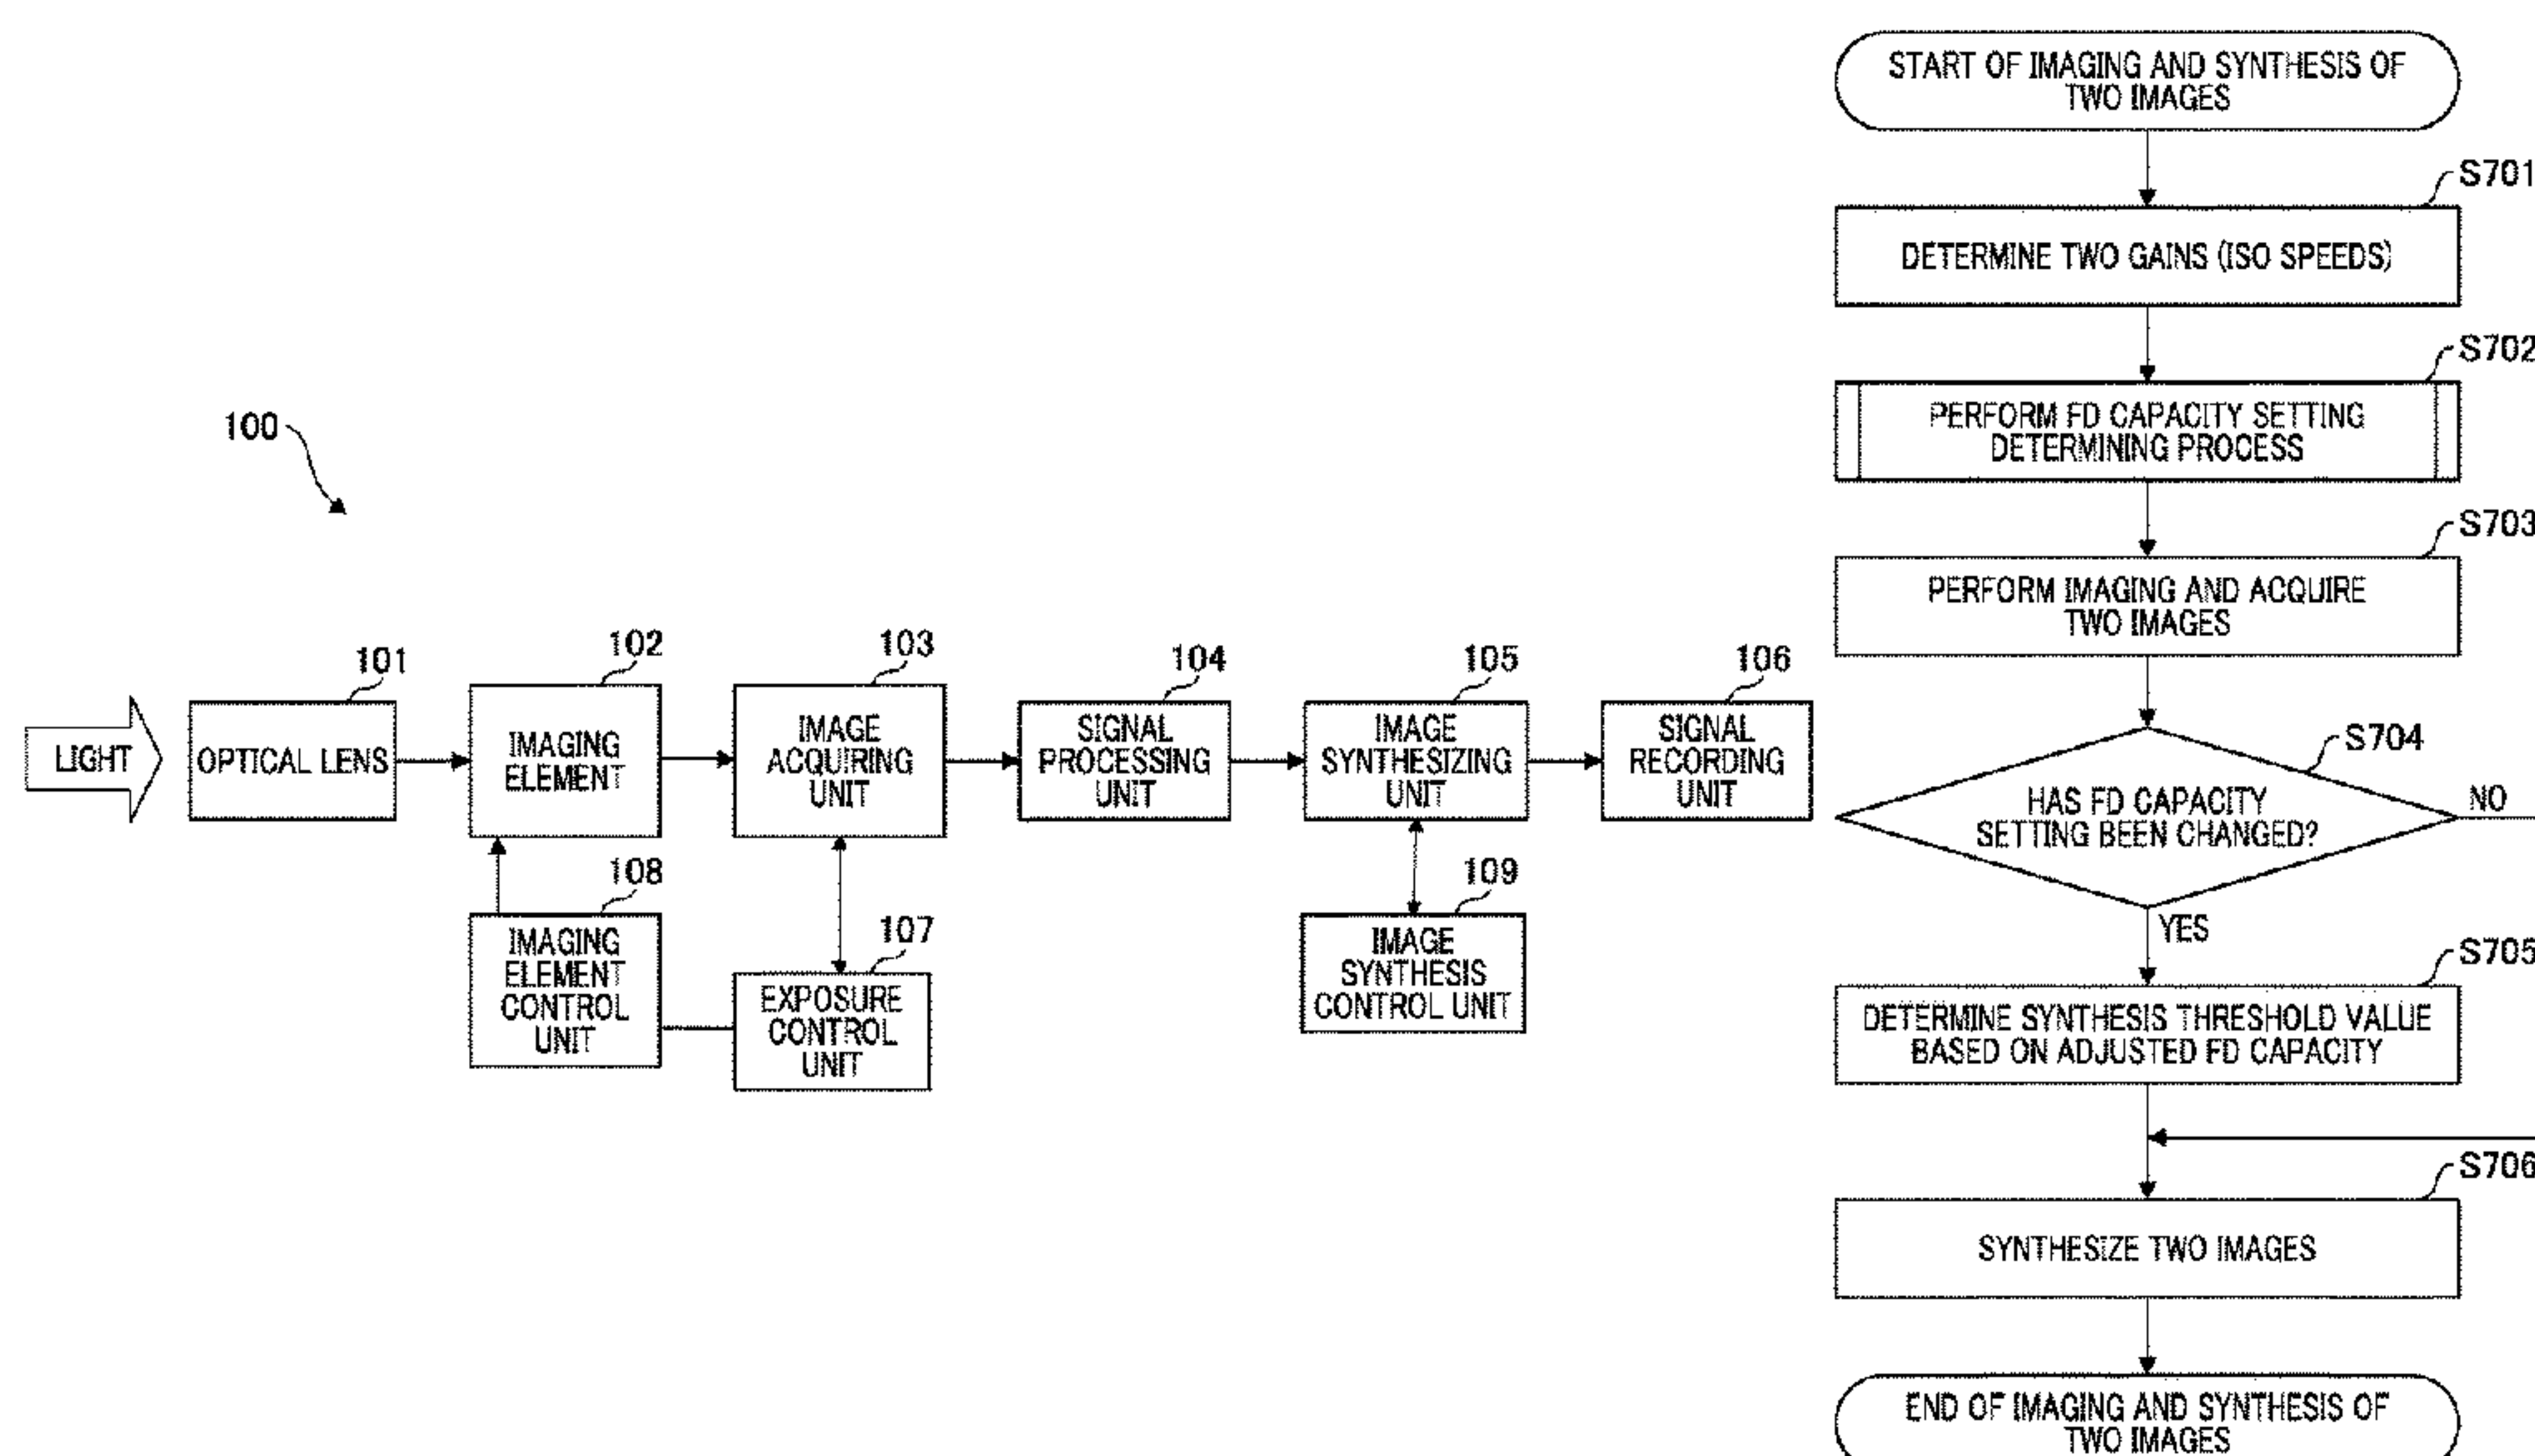 100
LIGHT
101
OPTICAL LENS
102
IMAGING
ELEMENT
103
IMAGE
ACQUIRING
UNIT
104
SIGNAL
PROCESSING
UNIT
105
IMAGE
SYNTHESIZING
UNIT
106
SIGNAL
RECORDING
UNIT
108
IMAGING
ELEMENT
CONTROL
UNIT
107
EXPOSURE
CONTROL
UNIT
109
IMAGE
SYNTHESIS
CONTROL UNIT
START OF IMAGING AND SYNTHESIS OF
TWO IMAGES
S701
DETERMINE TWO GAINS (ISO SPEEDS)
S702
PERFORM FD CAPACITY SETTING
DETERMINING PROCESS
S703
PERFORM IMAGING AND ACQUIRE
TWO IMAGES
S704
HAS FD CAPACITY
SETTING BEEN CHANGED?
NO
YES
S705
DETERMINE SYNTHESIS THRESHOLD VALUE
BASED ON ADJUSTED FD CAPACITY
S706
SYNTHESIZE TWO IMAGES
END OF IMAGING AND SYNTHESIS OF
TWO IMAGES